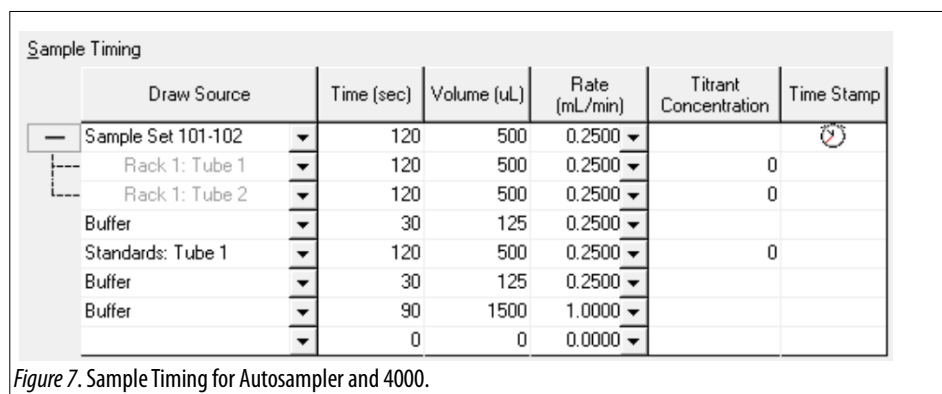 Sample Timing
Draw Source Time (sec) Volume (uL) Rate (mL/min) Titrant Concentration Time Stamp
Sample Set 101-102 120 500 0.2500
Rack 1: Tube 1 120 500 0.2500 0
Rack 1: Tube 2 120 500 0.2500 0
Buffer 30 125 0.2500
Standards: Tube 1 120 500 0.2500 0
Buffer 30 125 0.2500
Buffer 90 1500 1.0000
0 0 0.0000
Figure 7. Sample Timing for Autosampler and 4000.